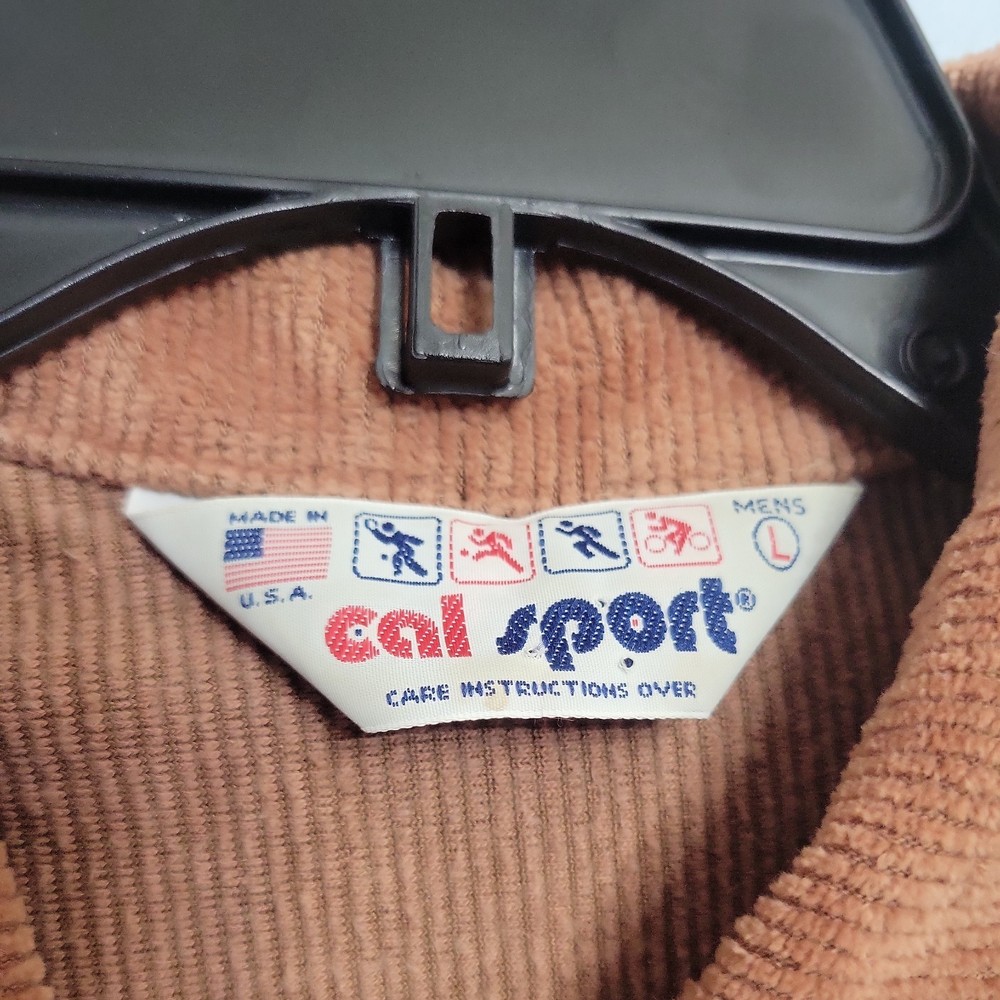 MADE IN
U.S.A.
MENS
L
cal sport®
CARE INSTRUCTIONS OVER